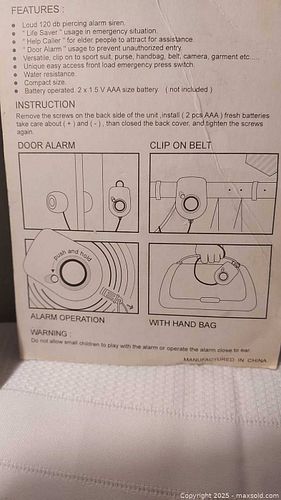 FEATURES :
• Loud 120 db piercing alarm siren.
• " Life Saver " usage in emergency situation.
• " Help Caller " for elder people to attract for assistance.
• " Door Alarm " usage to prevent unauthorized entry.
• Versatile, clip on to sport suit, purse, handbag, belt, camera, garment etc.....
• Unique easy access front load emergency press switch.
• Water resistance.
• Compact size.
• Battery operated. 2 x 1.5 V AAA size battery. ( not included )
INSTRUCTION
Remove the screws on the back side of the unit ,install ( 2 pcs AAA ) fresh batteries
take care about ( + ) and ( - ), than closed the back cover, and tighten the screws
again.
DOOR ALARM
CLIP ON BELT
push and hold
ALARM OPERATION
WITH HAND BAG
WARNING :
Do not allow small children to play with the alarm or operate the alarm close to ear.
MANUFACTURED IN CHINA
Copyright 2025 - maxsold.com